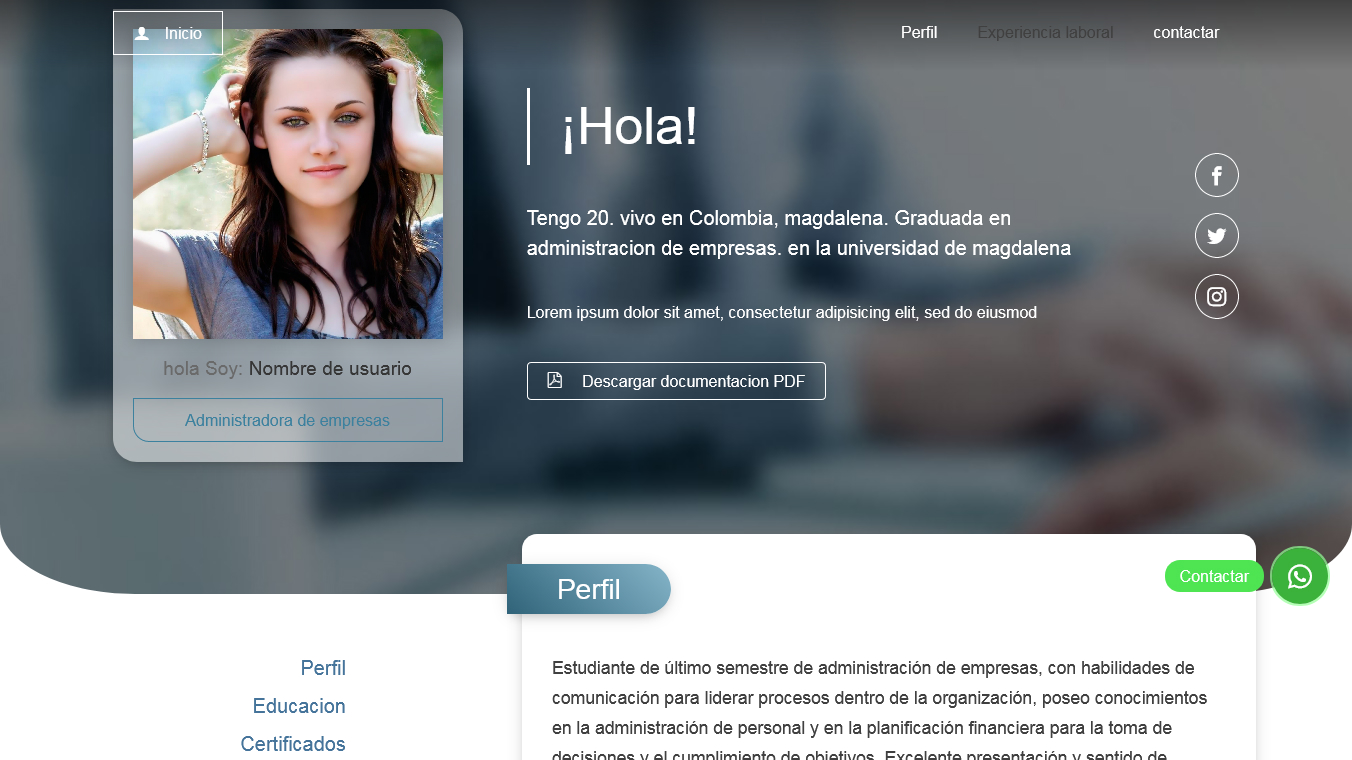 Inicio
Perfil
Experiencia laboral
contactar
¡Hola!
Tengo 20. vivo en Colombia, magdalena. Graduada en
administracion de empresas. en la universidad de magdalena
Lorem ipsum dolor sit amet, consectetur adipisicing elit, sed do eiusmod
Descargar documentacion PDF
hola Soy: Nombre de usuario
Administradora de empresas
Perfil
Contactar
Perfil
Educacion
Certificados
Estudiante de último semestre de administración de empresas, con habilidades de
comunicación para liderar procesos dentro de la organización, poseo conocimientos
en la administración de personal y en la planificación financiera para la toma de
decisiones y el cumplimiento de objetivos. Excelente presentación y sentido de